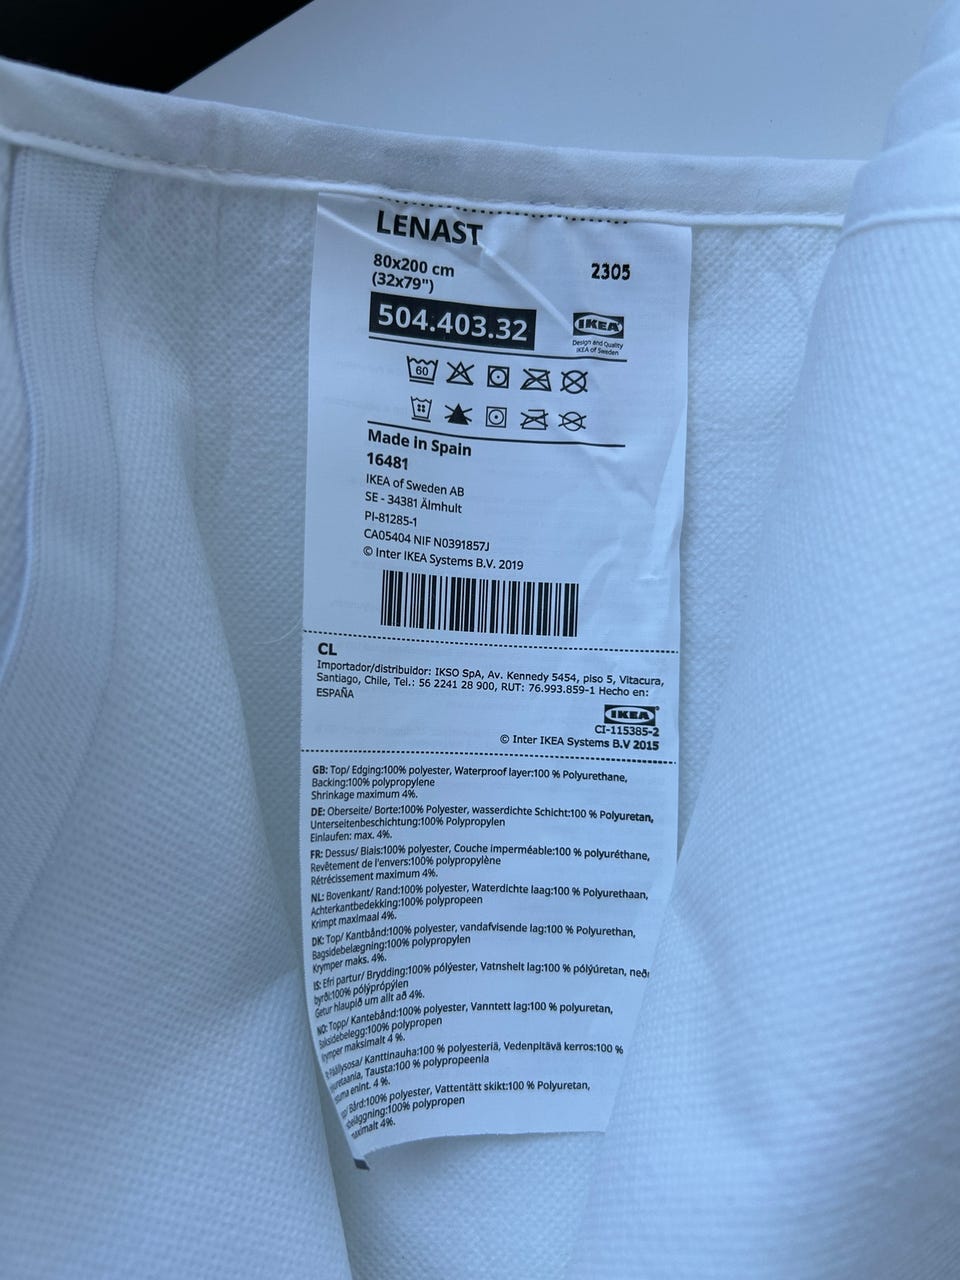 LENAST
80x200 cm
(32x79")
2305
504.403.32
IKEA
Design and Quality
IKEA of Sweden
60
Made in Spain
16481
IKEA of Sweden AB
SE - 34381 Älmhult
PI-81285-1
CA05404 NIF N0391857J
© Inter IKEA Systems B.V. 2019
CL
Importador/distribuidor: IKSO SpA, Av. Kennedy 5454, piso 5, Vitacura,
Santiago, Chile, Tel.: 56 2241 28 900, RUT: 76.993.859-1 Hecho en:
ESPAÑA
IKEA
CI-115385-2
© Inter IKEA Systems B.V 2015
GB: Top/ Edging:100% polyester, Waterproof layer:100 % Polyurethane,
Backing:100% polypropylene
Shrinkage maximum 4%.
DE: Oberseite/ Borte:100% Polyester, wasserdichte Schicht:100 % Polyuretan,
Unterseitenbeschichtung:100% Polypropylen
Einlaufen: max. 4%.
FR: Dessus/ Biais:100% polyester, Couche imperméable:100 % polyuréthane,
Revêtement de l'envers:100% polypropylène
Rétrécissement maximum 4%.
NL: Bovenkant/ Rand:100% polyester, Waterdichte laag:100 % Polyurethaan,
Achterkantbedekking:100% polypropeen
Krimpt maximaal 4%.
DK: Top/ Kantbånd:100% polyester, vandafvisende lag:100 % Polyurethan,
Bagsidebelægning:100% polypropylen
Krymper maks. 4%.
IS: Efri partur/ Brydding:100% pólýester, Vatnshelt lag:100 % pólýúretan, neðr
byrði:100% pólýprópýlen
Getur hlaupið um allt að 4%.
NO: Topp/ Kantebånd:100% polyester, Vanntett lag:100 % polyuretan,
Baksidebelegg:100% polypropen
Krymper maksimalt 4 %.
Päällysosa/ Kanttinauha:100 % polyesteriä, Vedenpitävä kerros:100 %
Tausta:100 % polypropeenia
enint. 4 %.
Bård:100% polyester, Vattentätt skikt:100 % Polyuretan,
polypropen
maximalt 4%.